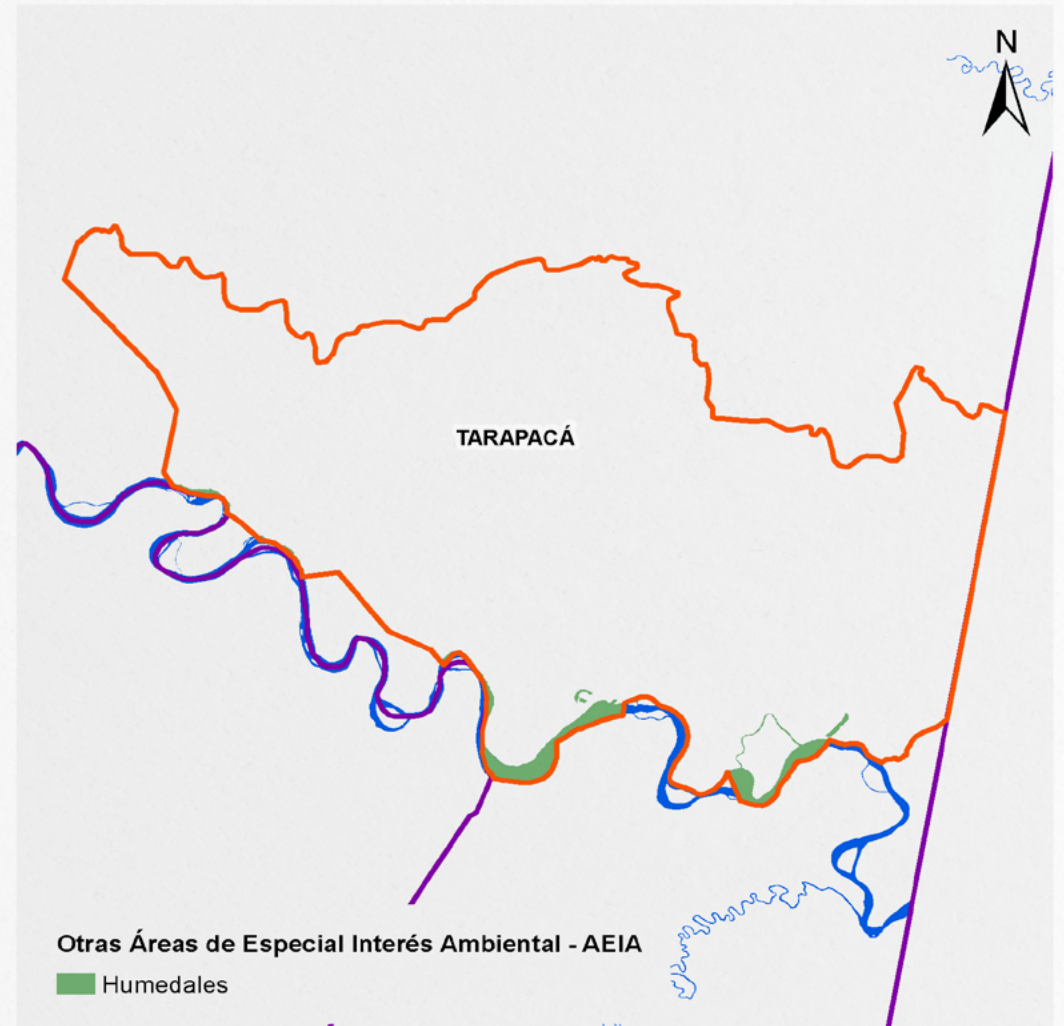 N
TARAPACÁ
Otras Áreas de Especial Interés Ambiental - AEIA
Humedales